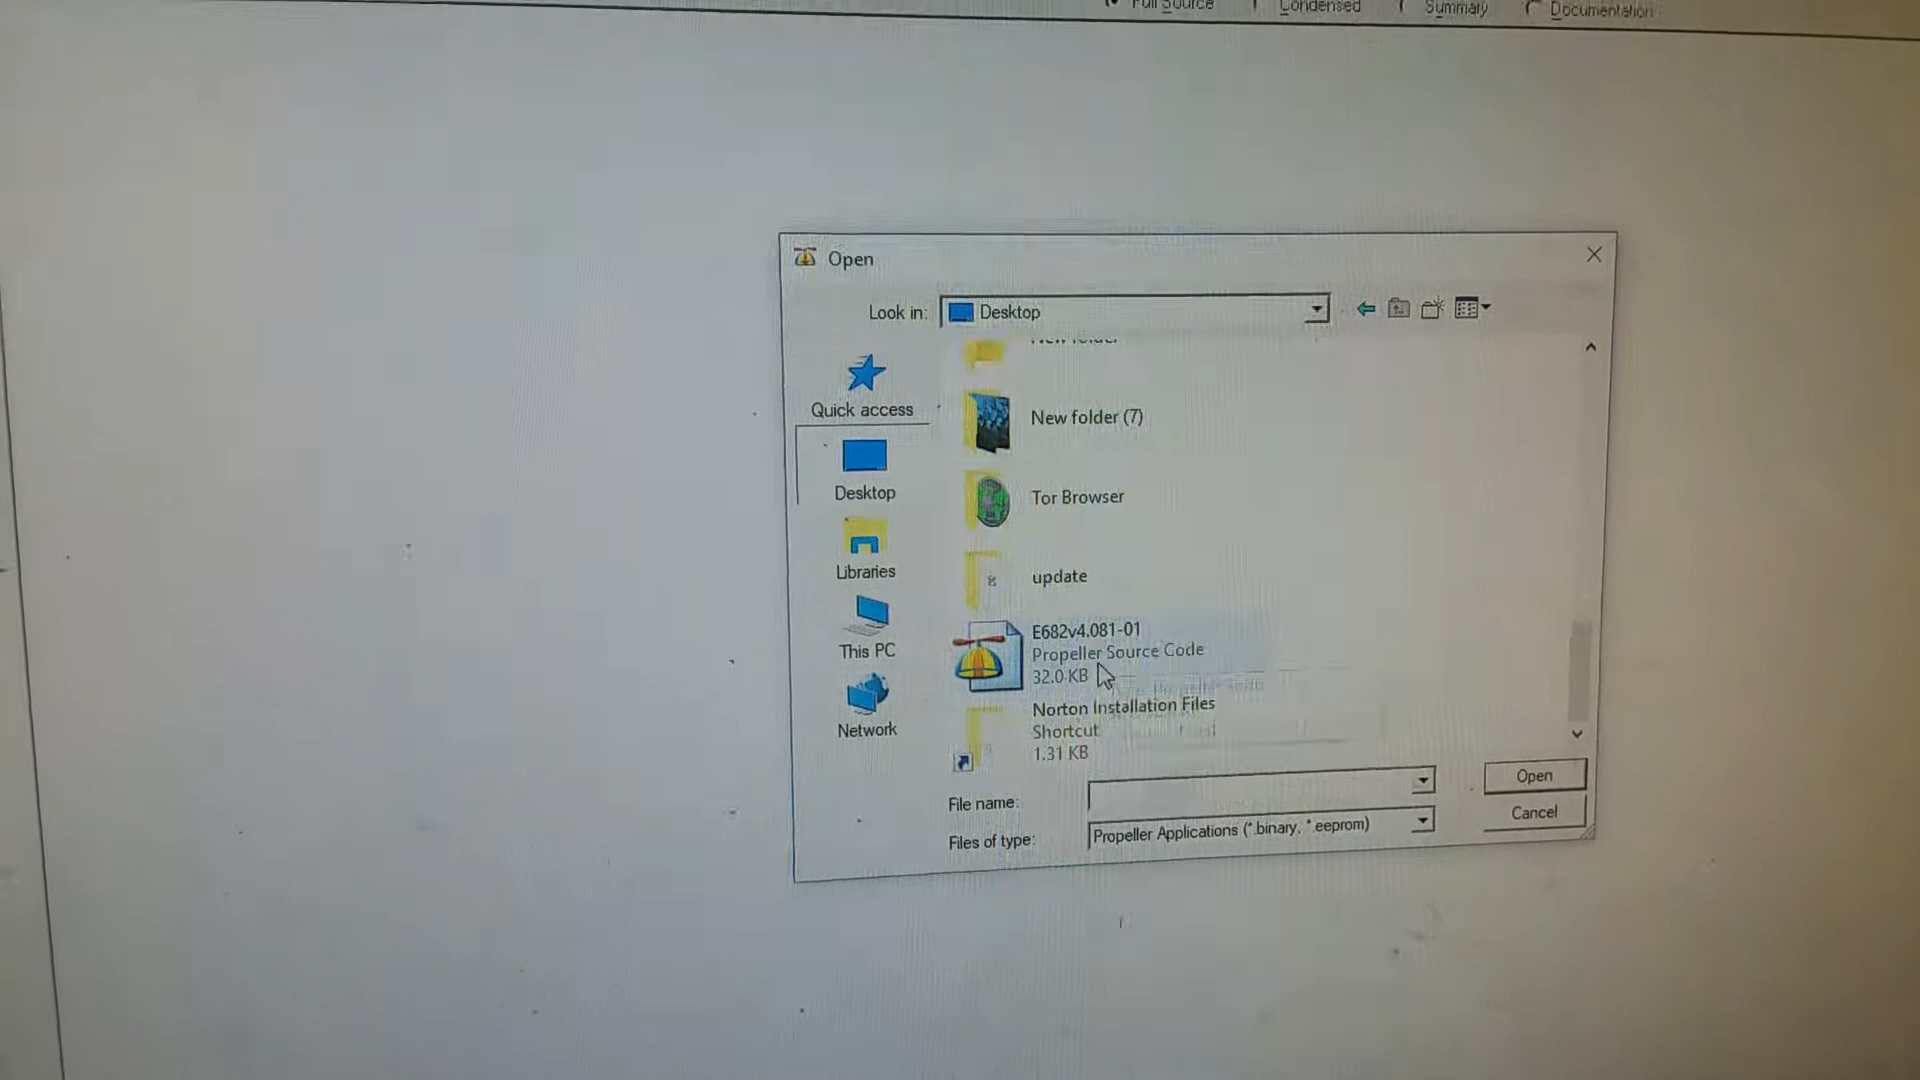 Full Source Condensed Summary Documentation
Open
Look in: Desktop
Quick access
Desktop
Libraries
This PC
Network
New folder
New folder (7)
Tor Browser
update
E682v4.081-01
Propeller Source Code
32.0 KB
Norton Installation Files
Shortcut
1.31 KB
File name:
Open
Files of type: Propeller Applications (*.binary, *.eeprom)
Cancel